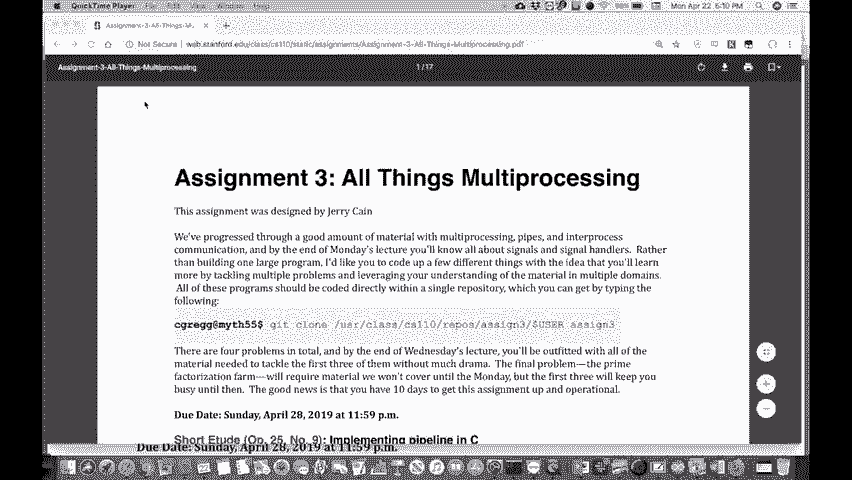 QuickTime Player File Edit View Window Help
Mon Apr 22 6:10 PM
Assignment-3-All-Things-M...
Not Secure | web.stanford.edu/class/cs110/static/assignments/Assignment-3-All-Things-Multiprocessing.pdf
Assignment-3-All-Things-Multiprocessing
1 / 17
Assignment 3: All Things Multiprocessing
This assignment was designed by Jerry Cain
We've progressed through a good amount of material with multiprocessing, pipes, and interprocess
communication, and by the end of Monday's lecture you'll know all about signals and signal handlers. Rather
than building one large program, I'd like you to code up a few different things with the idea that you'll learn
more by tackling multiple problems and leveraging your understanding of the material in multiple domains.
All of these programs should be coded directly within a single repository, which you can get by typing the
following:
cgregg@myth55$ git clone /usr/class/cs110/repos/assign3/$USER assign3
There are four problems in total, and by the end of Wednesday's lecture, you'll be outfitted with all of the
material needed to tackle the first three of them without much drama. The final problem—the prime
factorization farm—will require material we won't cover until the Monday, but the first three will keep you
busy until then. The good news is that you have 10 days to get this assignment up and operational.
Due Date: Sunday, April 28, 2019 at 11:59 p.m.
Short Etude (Op. 25, No. 9): Implementing pipeline in C
Due Date: Sunday, April 28, 2019 at 11:59 p.m.